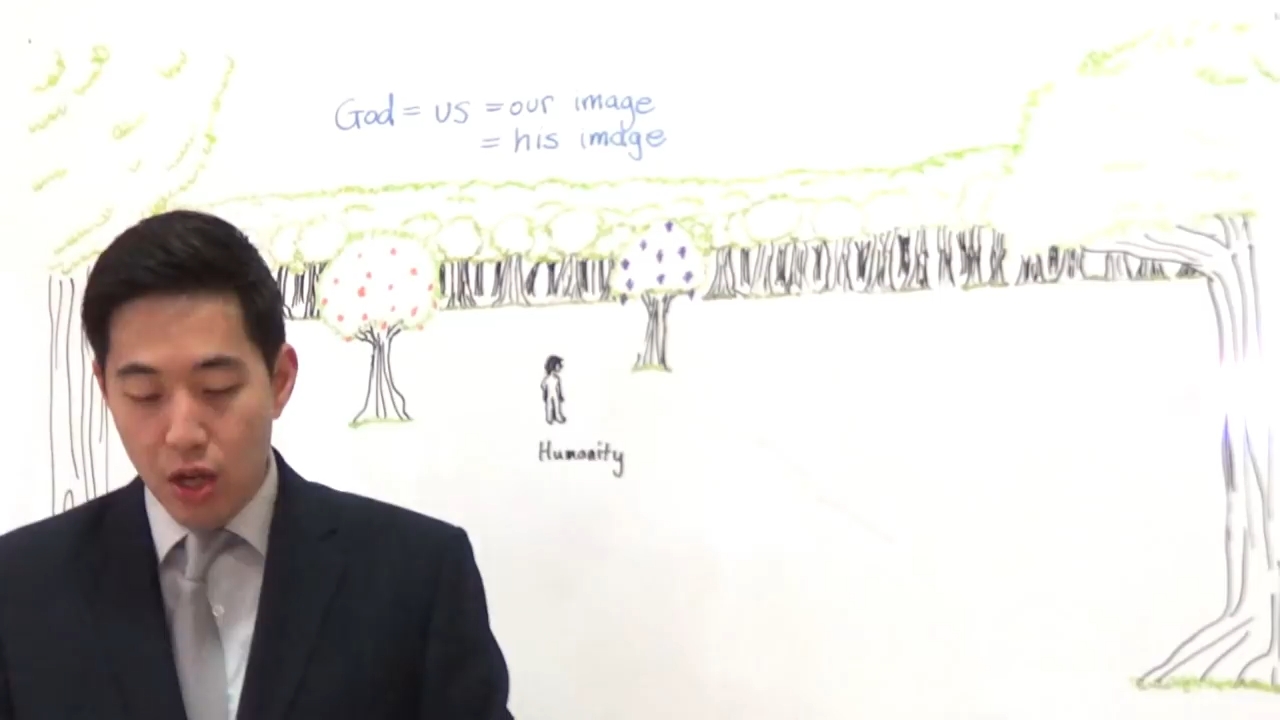 God = us = our image
= his image
Humanity